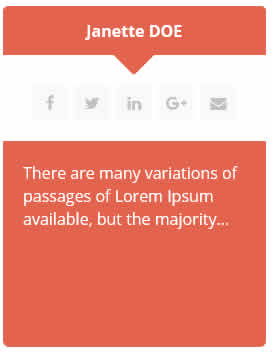 Janette DOE
There are many variations of
passages of Lorem Ipsum
available, but the majority...